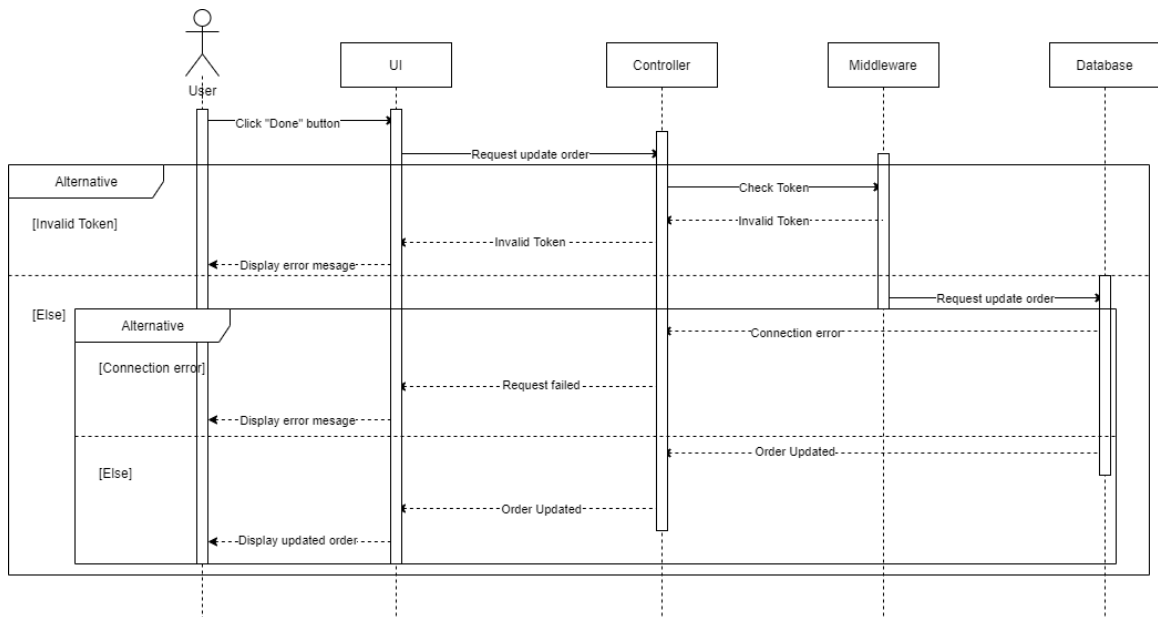 User
UI
Controller
Middleware
Database
Click "Done" button
Request update order
Alternative
Check Token
[Invalid Token]
Invalid Token
Invalid Token
Display error mesage
Request update order
[Else]
Alternative
Connection error
[Connection error]
Request failed
Display error mesage
Order Updated
[Else]
Order Updated
Display updated order